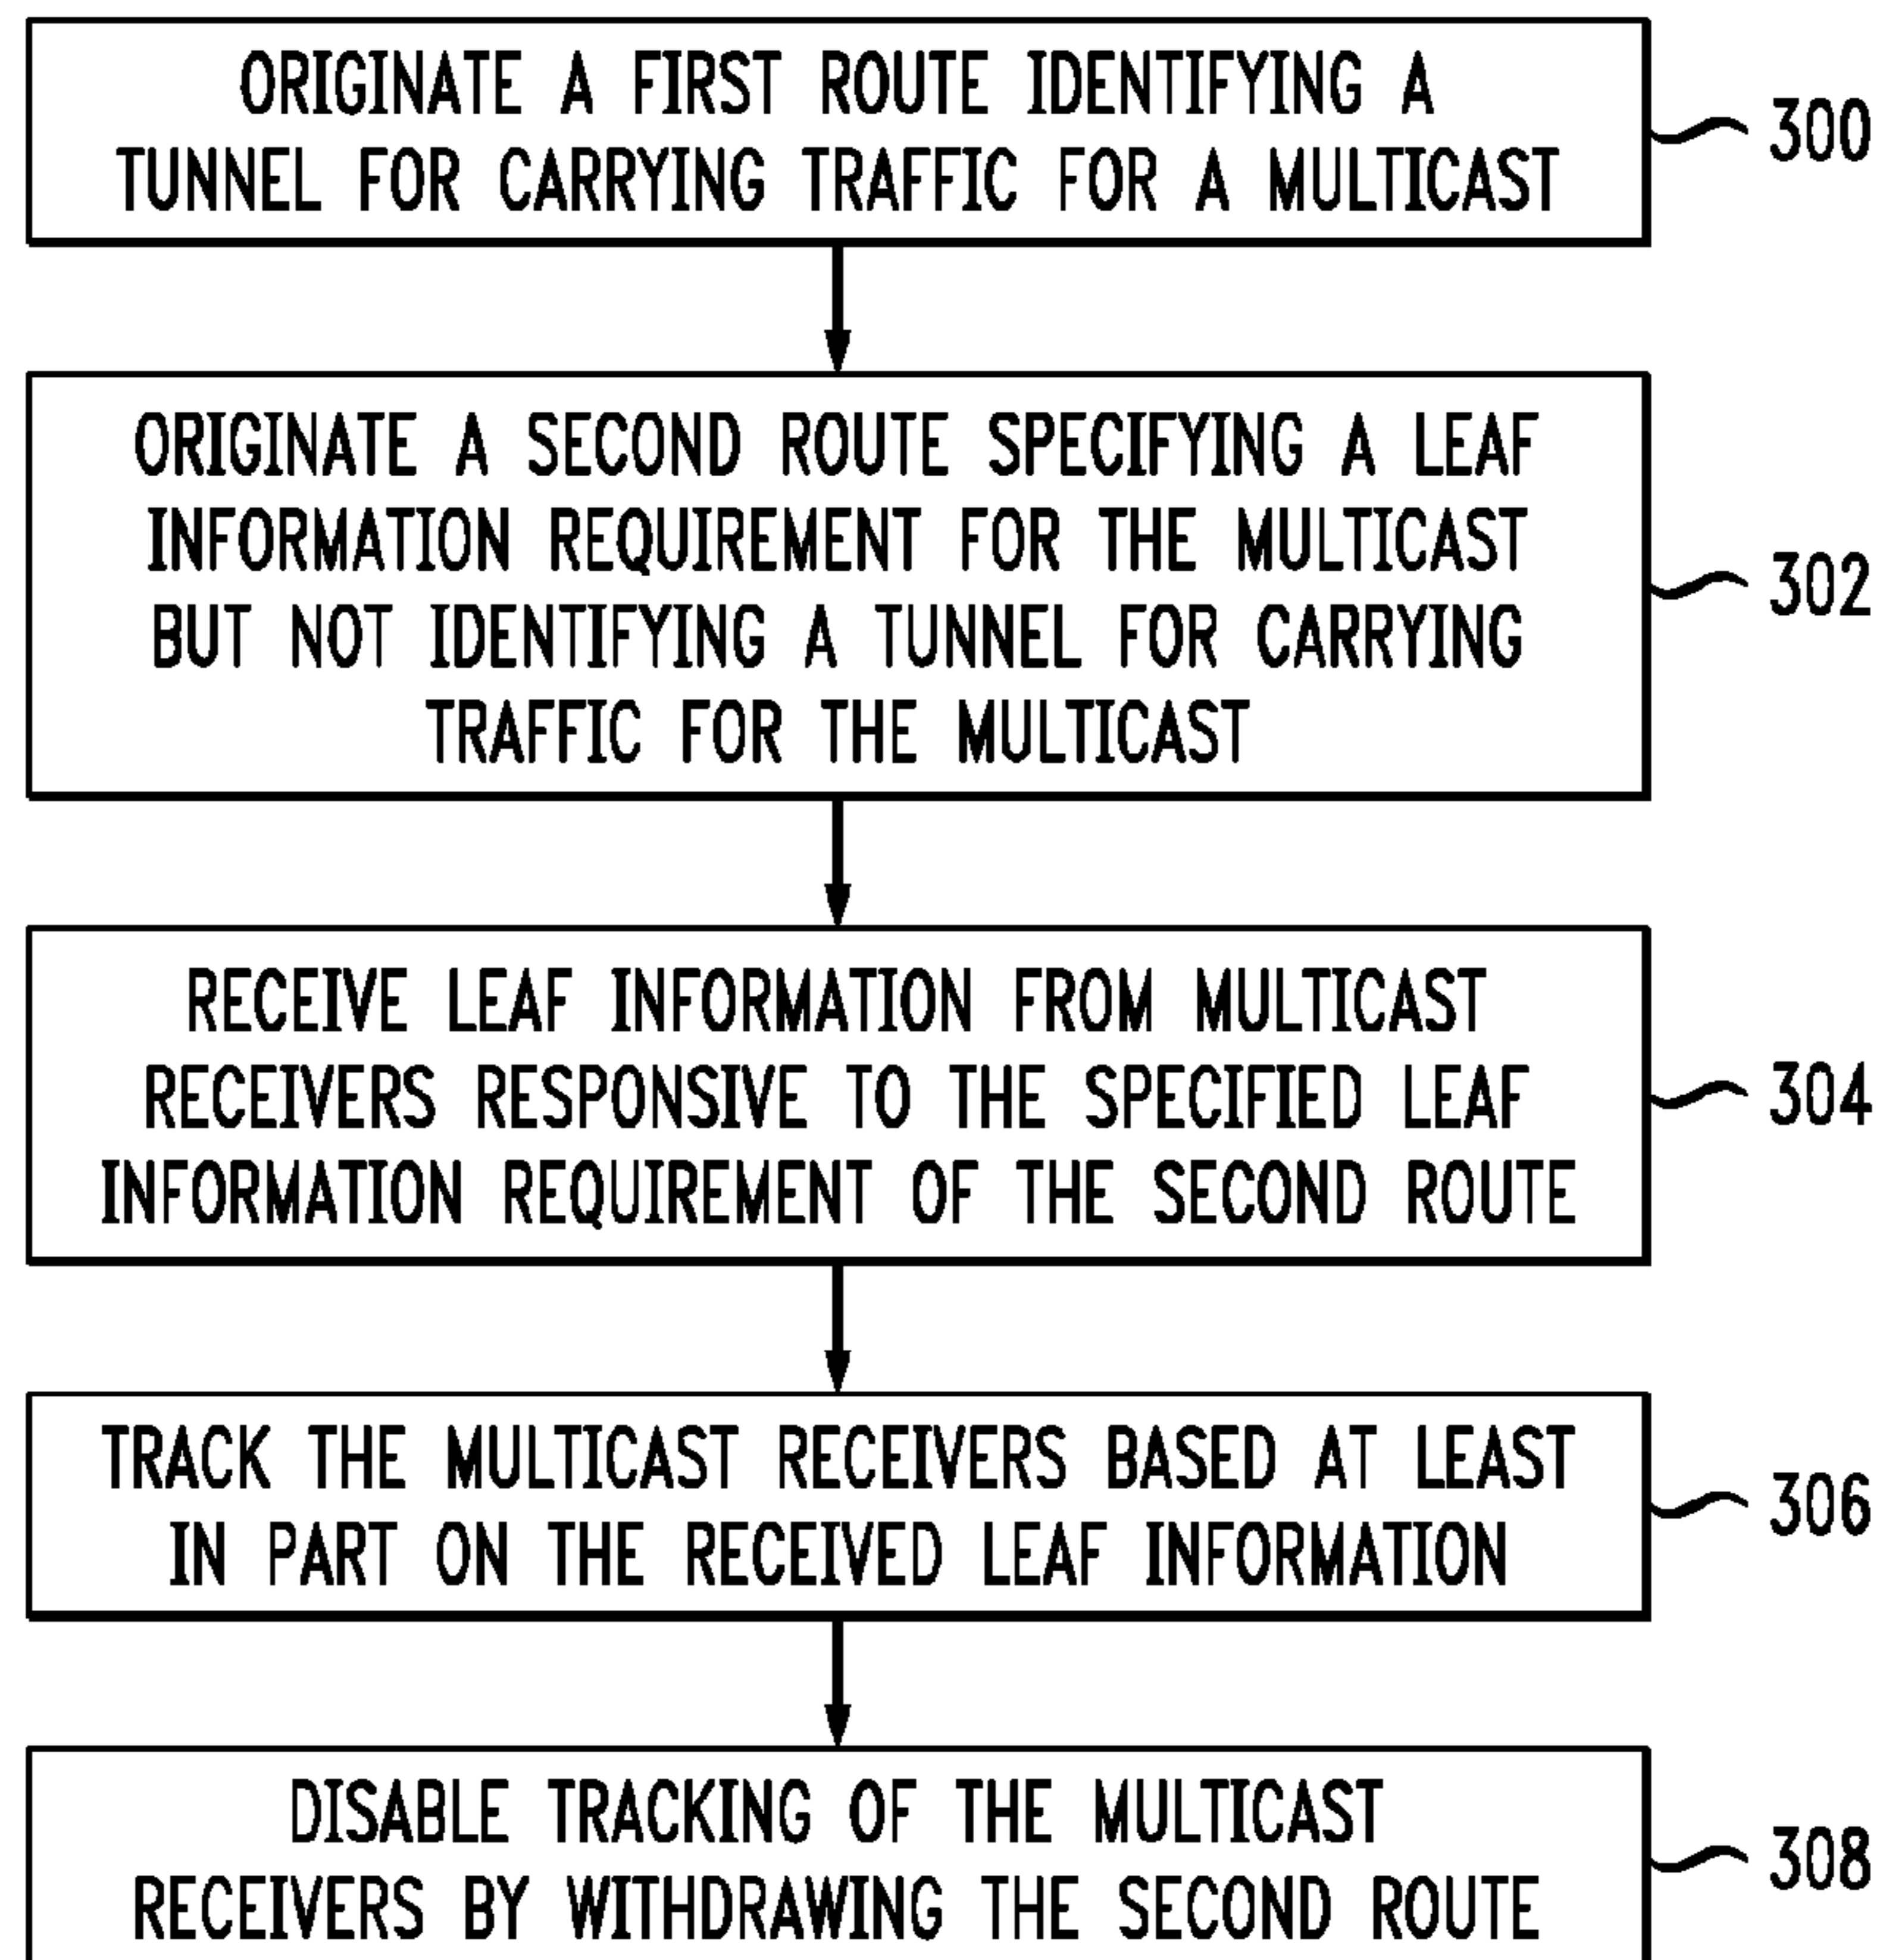 ORIGINATE A FIRST ROUTE IDENTIFYING A
TUNNEL FOR CARRYING TRAFFIC FOR A MULTICAST
300
ORIGINATE A SECOND ROUTE SPECIFYING A LEAF
INFORMATION REQUIREMENT FOR THE MULTICAST
BUT NOT IDENTIFYING A TUNNEL FOR CARRYING
TRAFFIC FOR THE MULTICAST
302
RECEIVE LEAF INFORMATION FROM MULTICAST
RECEIVERS RESPONSIVE TO THE SPECIFIED LEAF
INFORMATION REQUIREMENT OF THE SECOND ROUTE
304
TRACK THE MULTICAST RECEIVERS BASED AT LEAST
IN PART ON THE RECEIVED LEAF INFORMATION
306
DISABLE TRACKING OF THE MULTICAST
RECEIVERS BY WITHDRAWING THE SECOND ROUTE
308